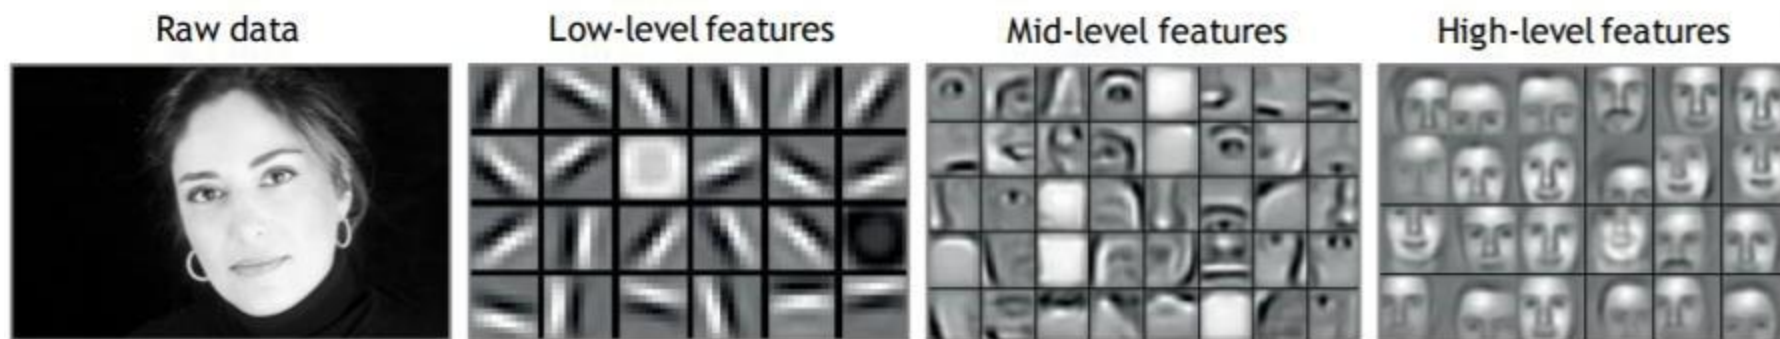 Raw data
Low-level features
Mid-level features
High-level features